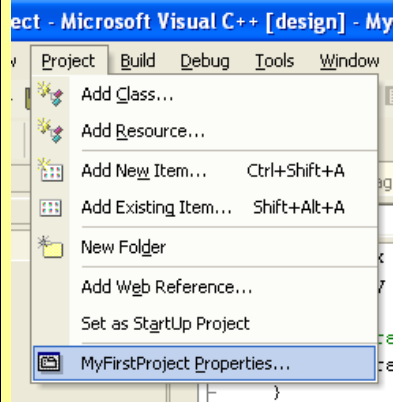 ect - Microsoft Visual C++ [design] - My
Project Build Debug Tools Window
Add Class...
Add Resource...
Add New Item... Ctrl+Shift+A
Add Existing Item... Shift+Alt+A
New Folder
Add Web Reference...
Set as StartUp Project
MyFirstProject Properties...
}